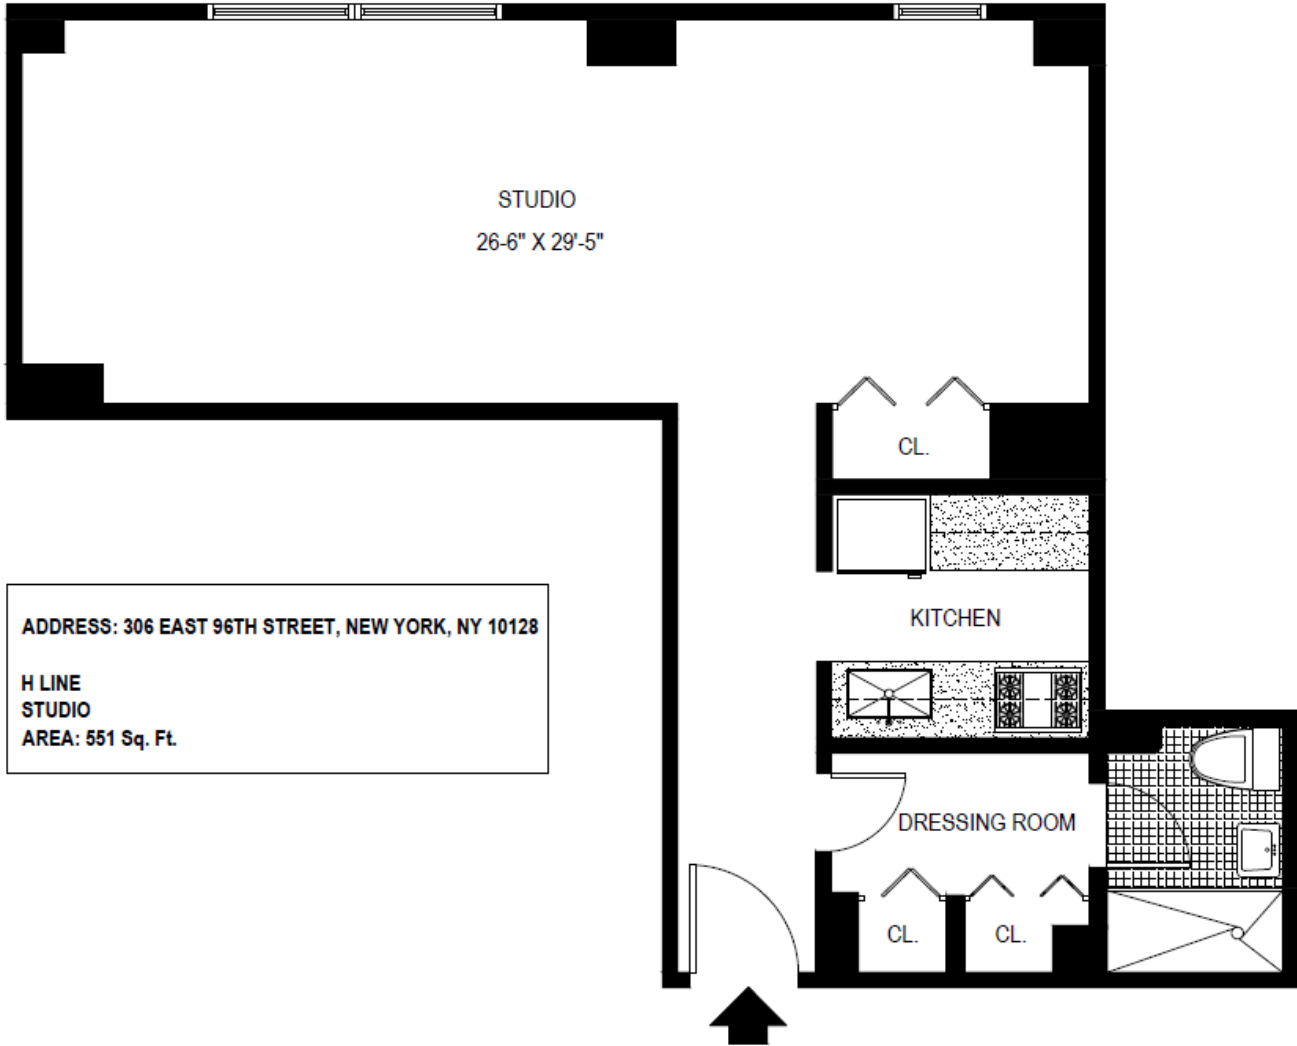 STUDIO
26-6" X 29'-5"
CL.
KITCHEN
ADDRESS: 306 EAST 96TH STREET, NEW YORK, NY 10128
H LINE
STUDIO
AREA: 551 Sq. Ft.
DRESSING ROOM
CL.
CL.